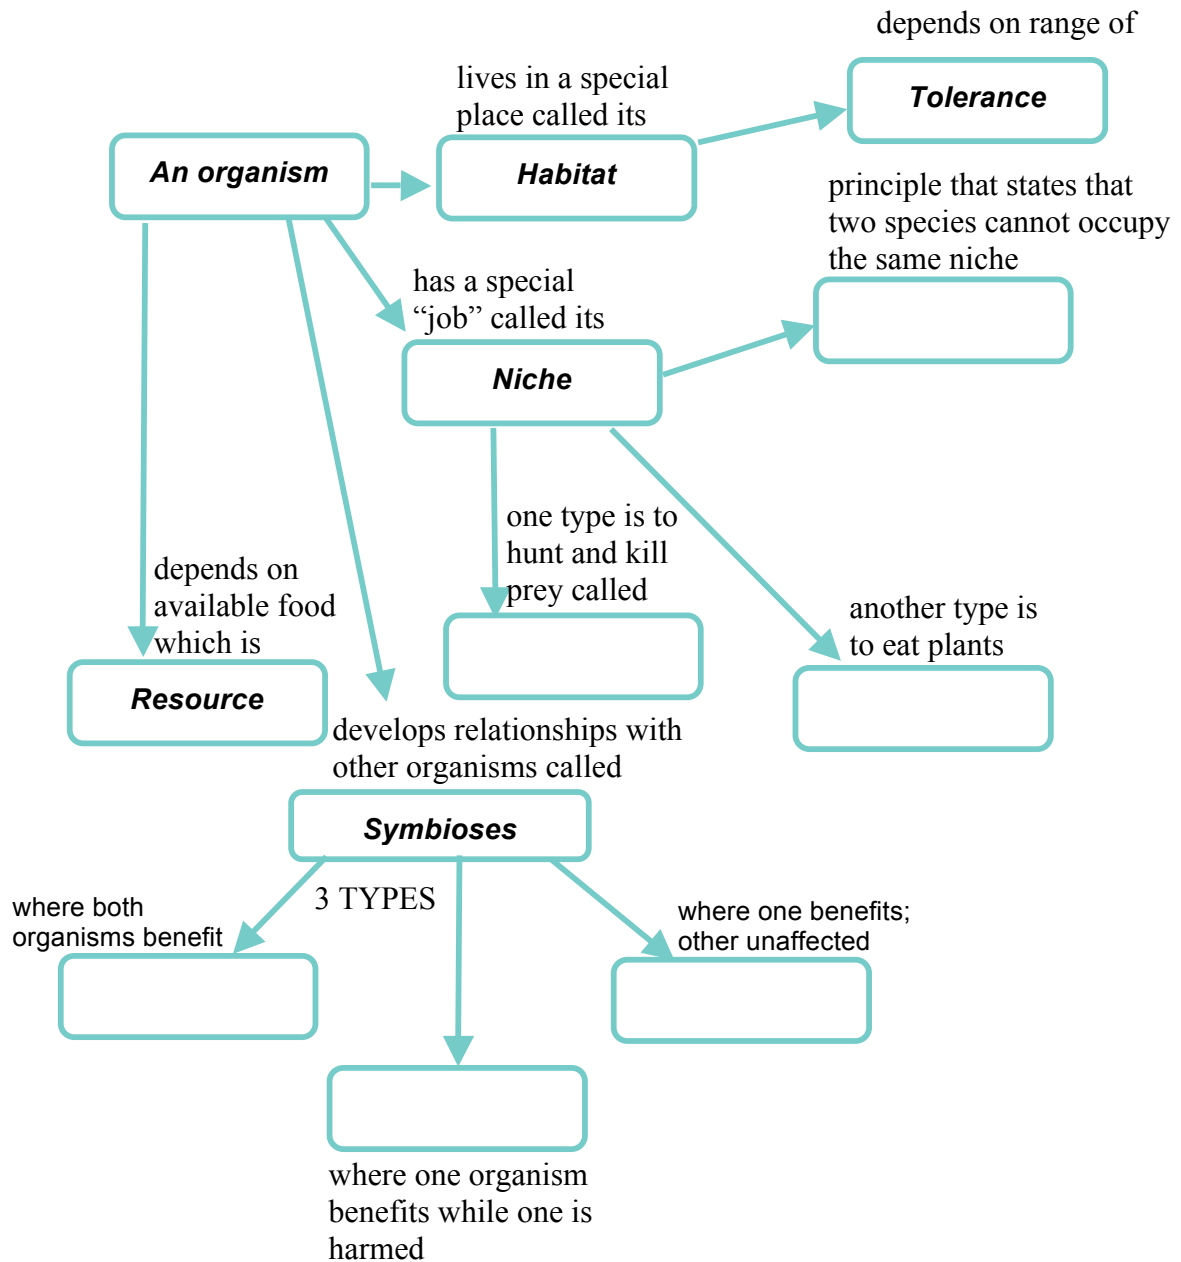 depends on range of
Tolerance
lives in a special
place called its
Habitat
An organism
principle that states that
two species cannot occupy
the same niche
has a special
“job” called its
Niche
one type is to
hunt and kill
prey called
another type is
to eat plants
depends on
available food
which is
Resource
develops relationships with
other organisms called
Symbioses
3 TYPES
where both
organisms benefit
where one benefits;
other unaffected
where one organism
benefits while one is
harmed